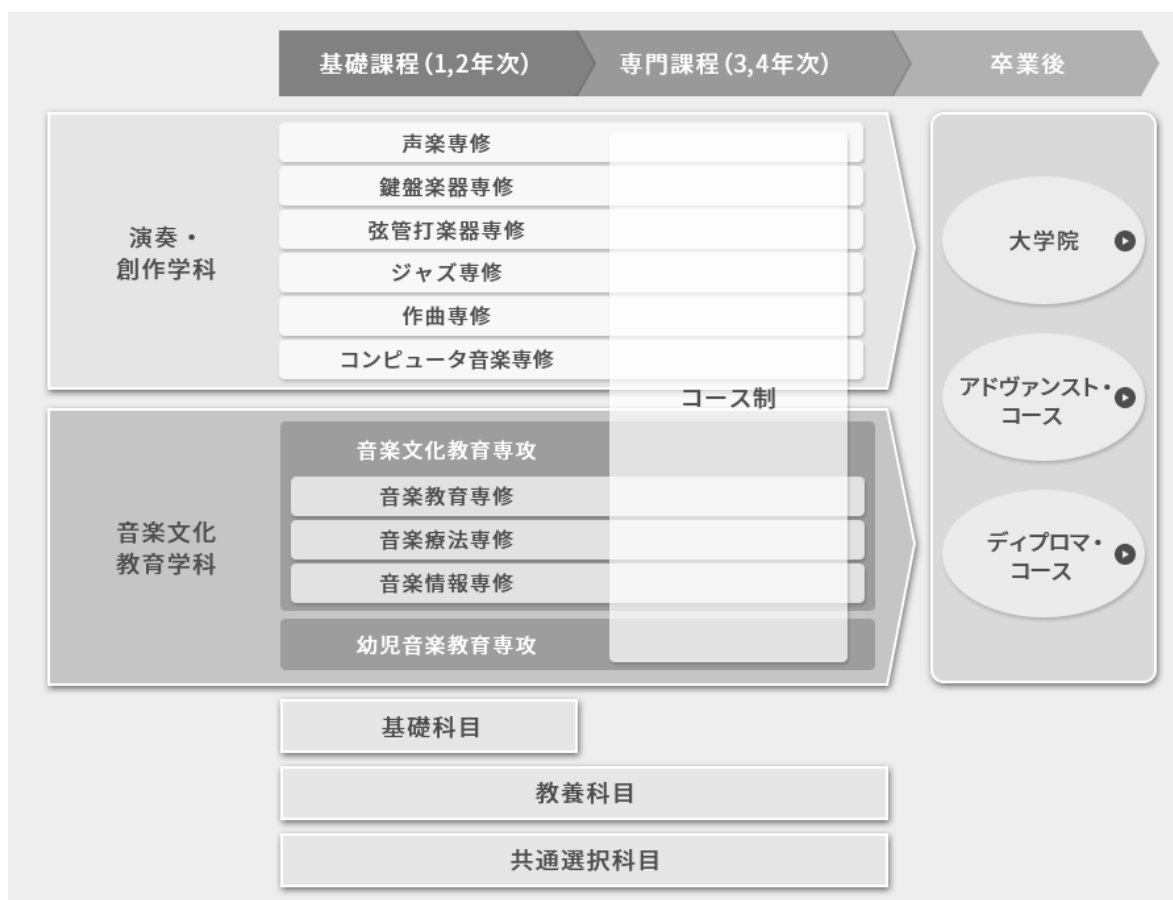 基礎課程(1,2年次)
専門課程(3,4年次)
卒業後
演奏・
創作学科
声楽専修
鍵盤楽器専修
弦管打楽器専修
ジャズ専修
作曲専修
コンピュータ音楽専修
コース制
音楽文化
教育学科
音楽文化教育専攻
音楽教育専修
音楽療法専修
音楽情報専修
幼児音楽教育専攻
大学院
アドヴァンスト・
コース
ディプロマ・
コース
基礎科目
教養科目
共通選択科目